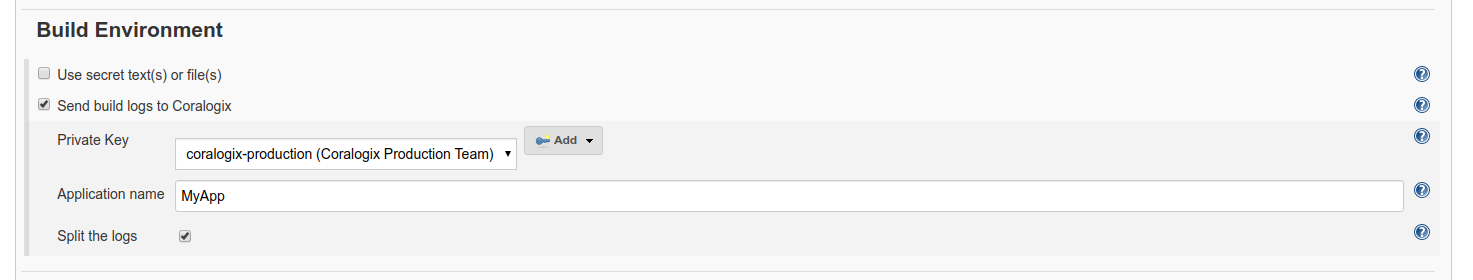 Build Environment
Use secret text(s) or file(s)
Send build logs to Coralogix
Private Key
coralogix-production (Coralogix Production Team)
Add
Application name
MyApp
Split the logs